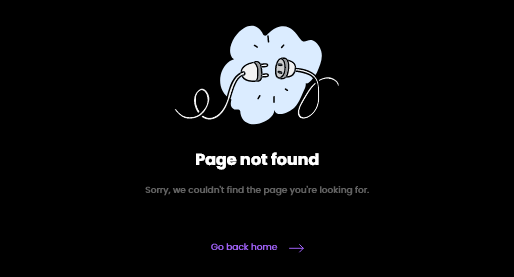 Page not found
Sorry, we couldn't find the page you're looking for.
Go back home